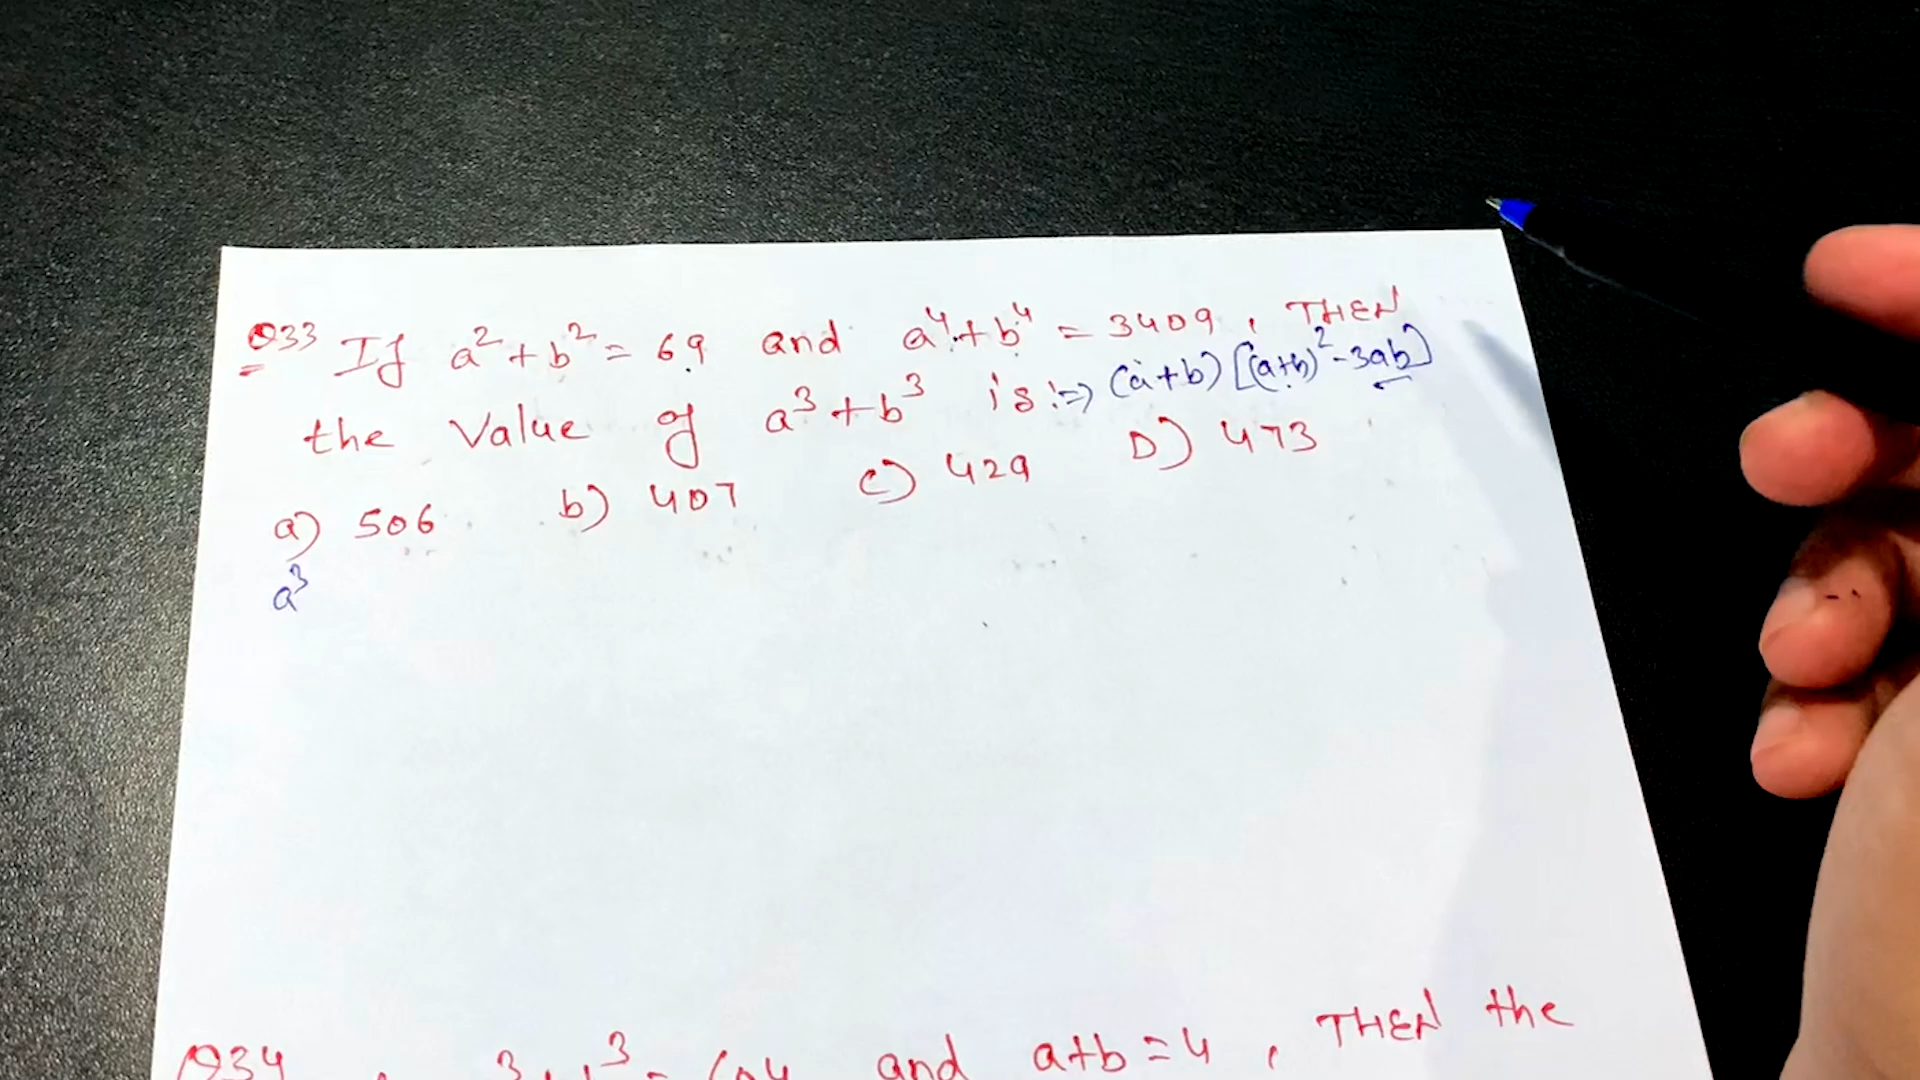 Q33 If a² + b² = 69 and a⁴ + b⁴ = 3409, THEN
the Value of a³ + b³ is :⇒ (a+b) [(a+b)² - 3ab]
a) 506 b) 407 c) 429 D) 473
a³
Q34 and a+b = 4, THEN the